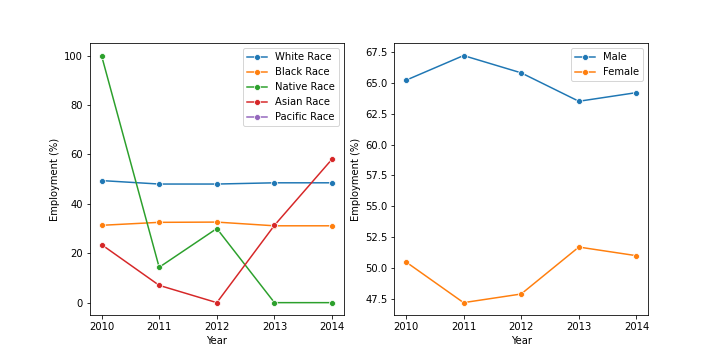 100
80
60
40
20
0
Employment (%)
2010 2011 2012 2013 2014
Year
White Race
Black Race
Native Race
Asian Race
Pacific Race
67.5
65.0
62.5
60.0
57.5
55.0
52.5
50.0
47.5
Employment (%)
2010 2011 2012 2013 2014
Year
Male
Female